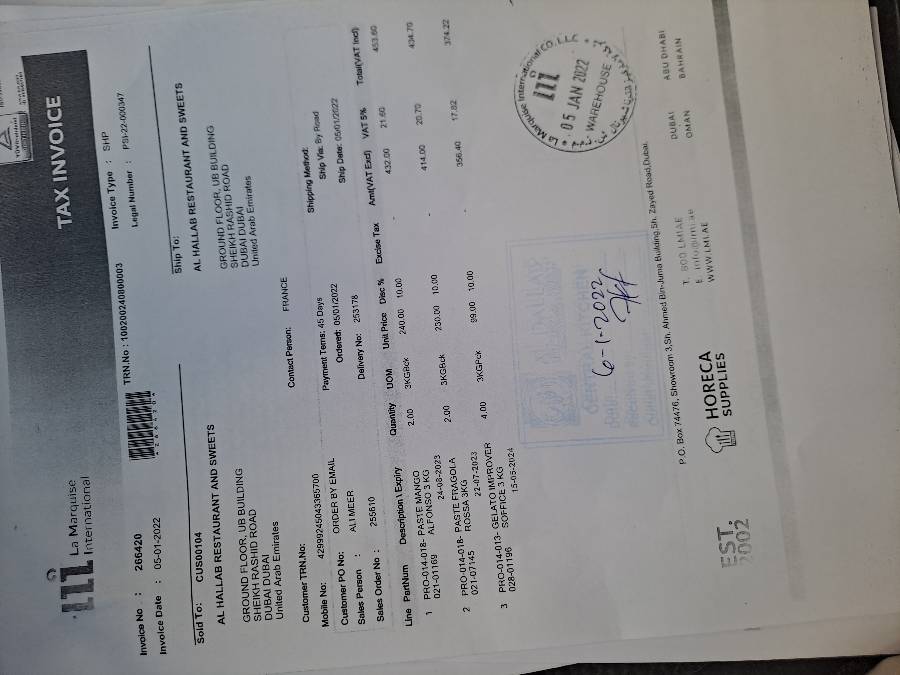 La Marquise
International
TAX INVOICE
Invoice No : 266420
TRN.No : 100200240800003
Invoice Type : SHP
Invoice Date : 05-01-2022
Legal Number : PSI-22-000347
Sold To: CUS00104
Ship To:
AL HALLAB RESTAURANT AND SWEETS
AL HALLAB RESTAURANT AND SWEETS
GROUND FLOOR, UB BUILDING
SHEIKH RASHID ROAD
DUBAI DUBAI
United Arab Emirates
GROUND FLOOR, UB BUILDING
SHEIKH RASHID ROAD
DUBAI DUBAI
United Arab Emirates
Customer TRN.No:
Contact Person: FRANCE
Mobile No: 42999245043365700
Shipping Method:
Customer PO No: ORDER BY EMAIL
Payment Terms: 45 Days
Ship Via: By Road
Sales Person : ALI MEER
Ordered: 05/01/2022
Ship Date: 05/01/2022
Sales Order No : 255610
Delivery No: 253178
Line PartNum Description \ Expiry Quantity UOM Unit Price Disc % Excise Tax Amt(VAT Excl) VAT 5% Total(VAT Incl)
1 PRO-014-018- PASTE MANGO 2.00 3KGBck 240.00 10.00 - 432.00 21.60 453.60
021-01169 ALFONSO 3 KG
24-08-2023
2 PRO-014-018- PASTE FRAGOLA 2.00 3KGBck 230.00 10.00 - 414.00 20.70 434.70
021-07145 ROSSA 3KG
22-07-2023
3 PRO-014-013- GELATO IMPROVER 4.00 3KGPck 99.00 10.00 - 356.40 17.82 374.22
028-01196 SOFFICE 3 KG
15-05-2024
La Marquise International CO. L.L.C
05 JAN 2022
WAREHOUSE
6-1-2022
P.O. Box 74476, Showroom 3,Sh. Ahmed Bin Juma Building,Sh. Zayed Road,Dubai.
EST.
2002
HORECA
SUPPLIES
T. 800 LMIAE
E. info@lmi.ae
WWW.LMI.AE
DUBAI
OMAN
ABU DHABI
BAHRAIN